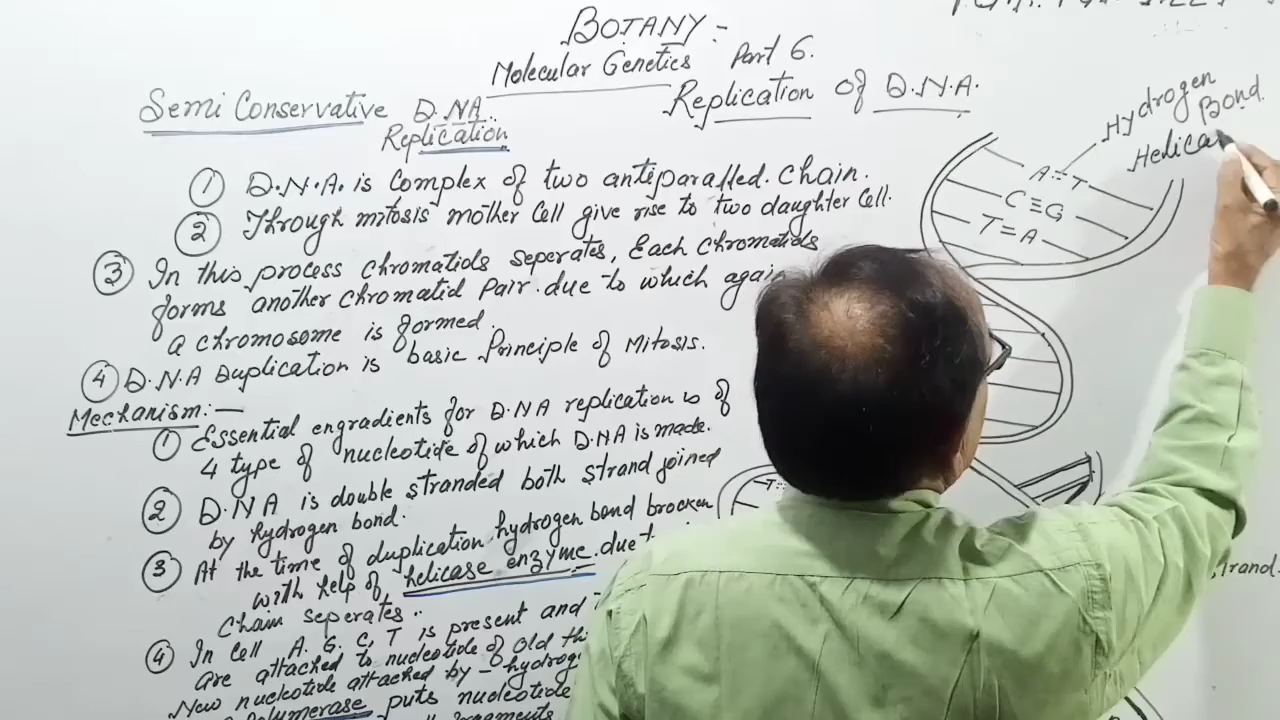 BOTANY:-
Molecular Genetics Part 6.
Semi Conservative D.NA.
Replication
Replication of D.N.A.
① D.N.A. is Complex of two antiparalled. Chain.
② Through mitosis mother Cell give rise to two daughter Cell.
③ In this process chromatids seperates, Each chromatids
forms another chromatid Pair. due to which again
a chromosome is formed.
④ D.N.A Duplication is basic Principle of Mitosis.
Mechanism:-
① Essential engradients for D.NA replication is of
4 type of nucleotide of which D.NA is made.
② D.NA is double stranded both strand joined
by hydrogen bond.
③ At the time of duplication, hydrogen bond brocken
with help of helicase enzyme. due
Chain seperates..
④ In Cell A. G. C, T is present and
are attached to nucleotide of old
New nucleotide attached by - hydrog
Polymerase puts nucleotide
Hydrogen
Bond.
Helica
A = T
C ≡ G
T = A
T=
strand.